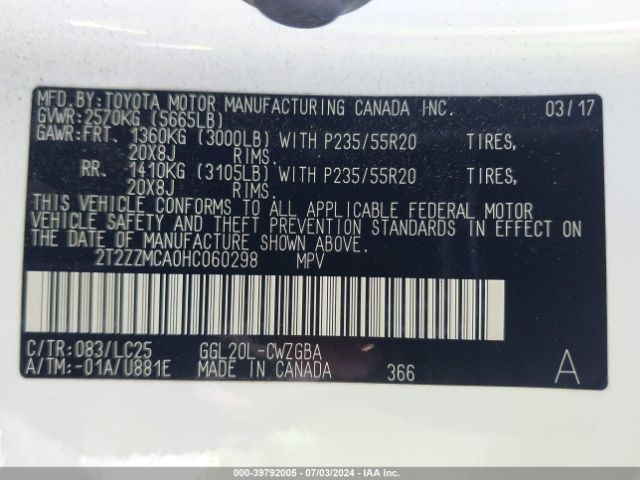 MFD.BY:TOYOTA MOTOR MANUFACTURING CANADA INC. 03/17
GVWR:2570KG (5665LB)
GAWR:FRT. 1360KG (3000LB) WITH P235/55R20 TIRES,
20X8J RIMS.
RR. 1410KG (3105LB) WITH P235/55R20 TIRES,
20X8J RIMS.
THIS VEHICLE CONFORMS TO ALL APPLICABLE FEDERAL MOTOR
VEHICLE SAFETY AND THEFT PREVENTION STANDARDS IN EFFECT ON
THE DATE OF MANUFACTURE SHOWN ABOVE.
2T2ZZMCA0HC060298 MPV
C/TR:083/LC25 GGL20L-CWZGBA
A/TM:-01A/U881E MADE IN CANADA 366 A
000-39792005 - 07/03/2024 - IAA Inc.